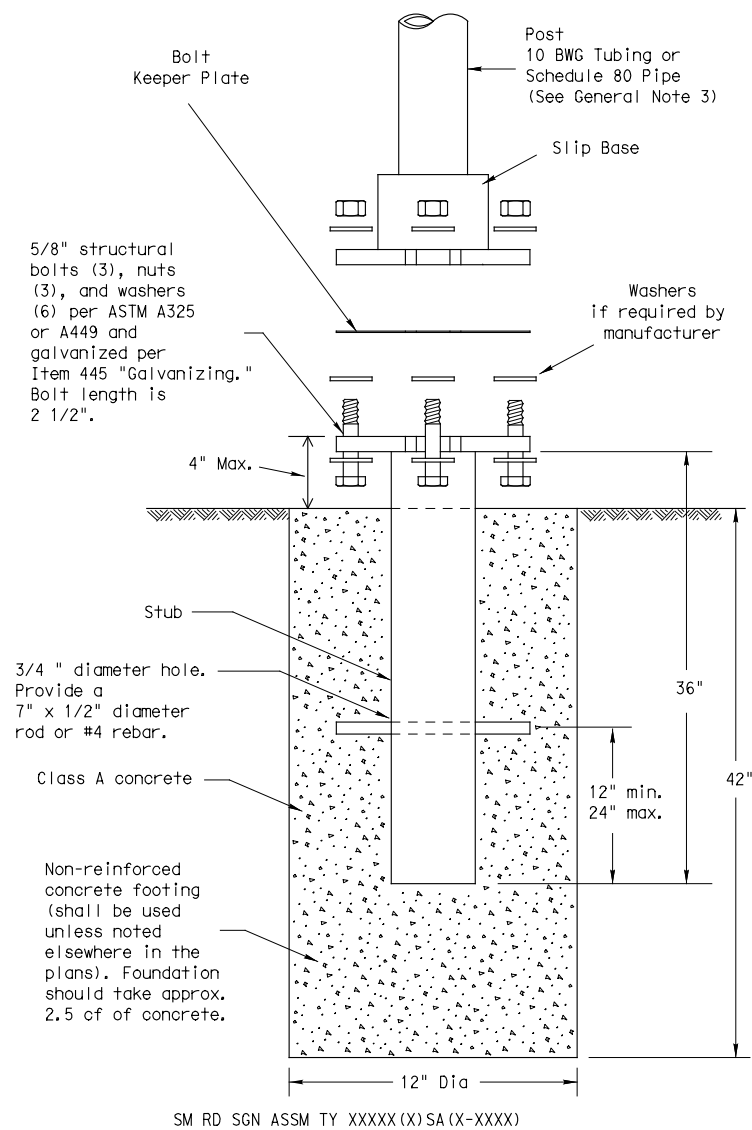 Bolt
Keeper Plate
Post
10 BWG Tubing or
Schedule 80 Pipe
(See General Note 3)
Slip Base
5/8" structural
bolts (3), nuts
(3), and washers
(6) per ASTM A325
or A449 and
galvanized per
Item 445 "Galvanizing."
Bolt length is
2 1/2".
Washers
if required by
manufacturer
4" Max.
Stub
3/4 " diameter hole.
Provide a
7" x 1/2" diameter
rod or #4 rebar.
36"
Class A concrete
12" min.
24" max.
42"
Non-reinforced
concrete footing
(shall be used
unless noted
elsewhere in the
plans). Foundation
should take approx.
2.5 cf of concrete.
12" Dia
SM RD SGN ASSM TY XXXXX(X)SA(X-XXXX)